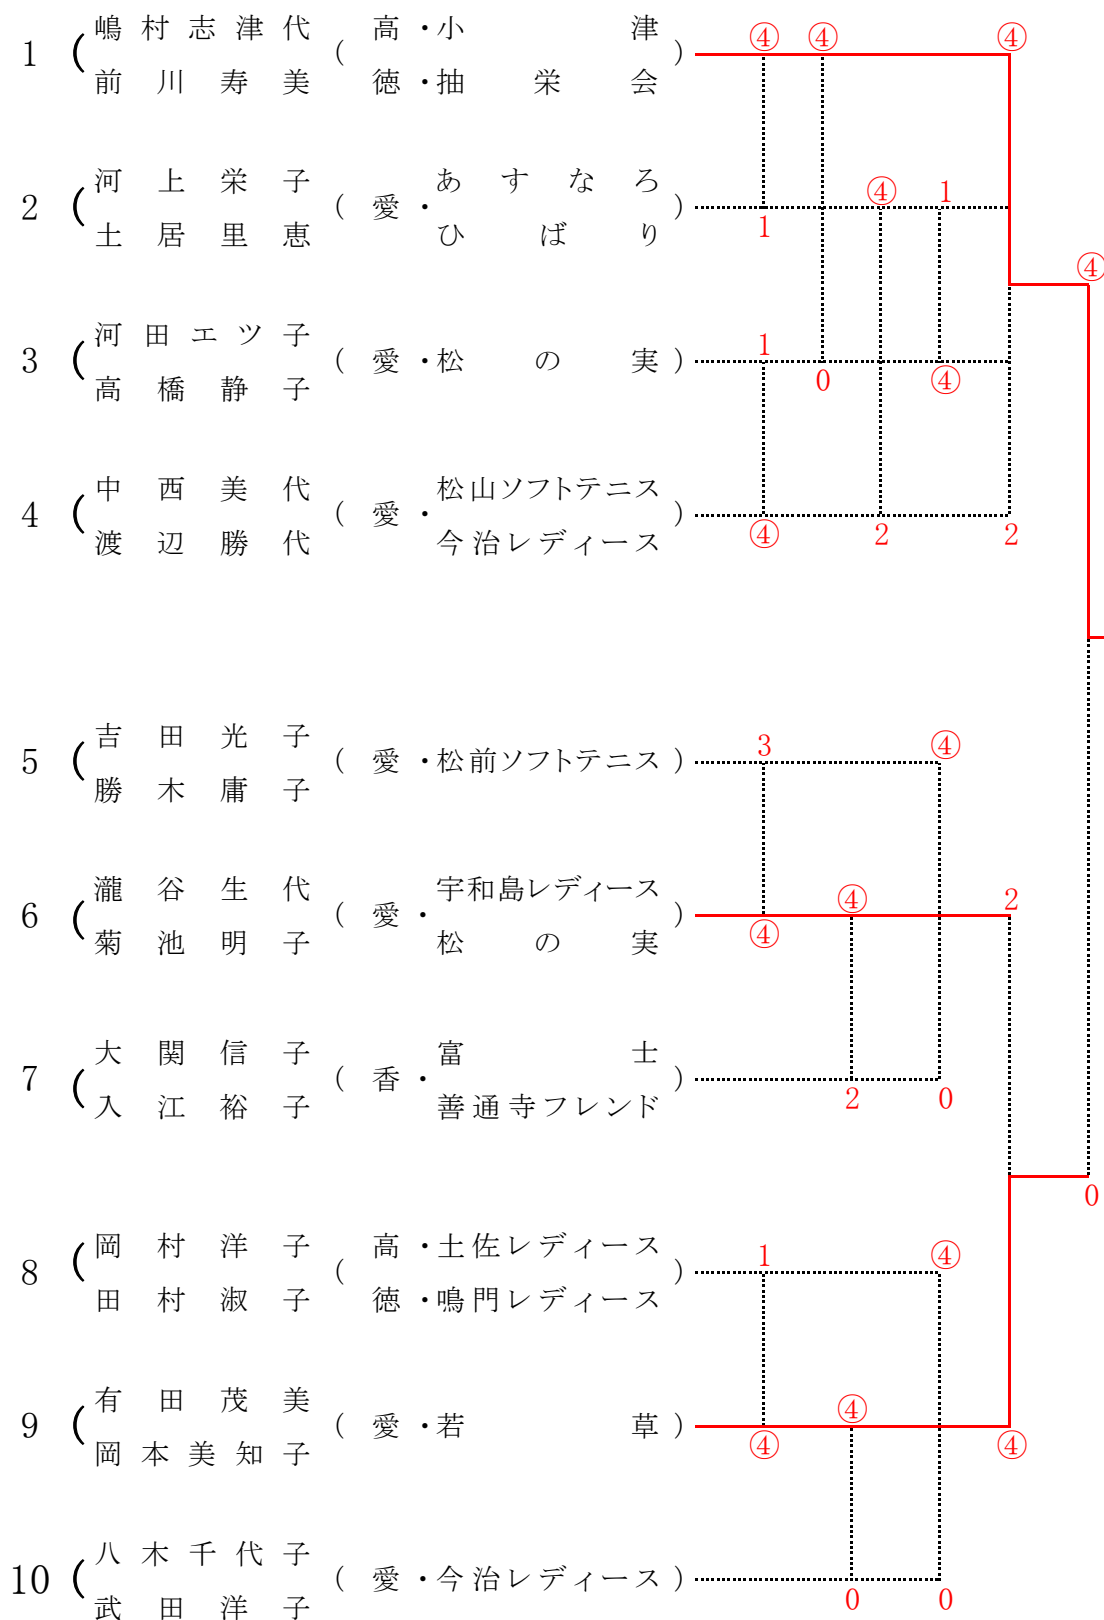 嶋村志津代 高・小津 ④ ④ ④
1 ( ( )
前川寿美 徳・抽栄会
河上栄子 あすなろ ④ 1
2 ( ( 愛・ )
土居里恵 ひばり 1
④
河田エツ子 1
3 ( ( 愛・松の実 )
高橋静子 0 ④
中西美代 松山ソフトテニス
4 ( ( 愛・ )
渡辺勝代 今治レディース ④ 2 2
吉田光子 3 ④
5 ( ( 愛・松前ソフトテニス )
勝木庸子
瀧谷生代 宇和島レディース ④ 2
6 ( ( 愛・ )
菊池明子 松の実 ④
大関信子 富士
7 ( ( 香・ )
入江裕子 善通寺フレンド 2 0
0
岡村洋子 高・土佐レディース 1 ④
8 ( ( )
田村淑子 徳・鳴門レディース
有田茂美 ④
9 ( ( 愛・若草 )
岡本美知子 ④ ④
八木千代子
10 ( ( 愛・今治レディース )
武田洋子 0 0